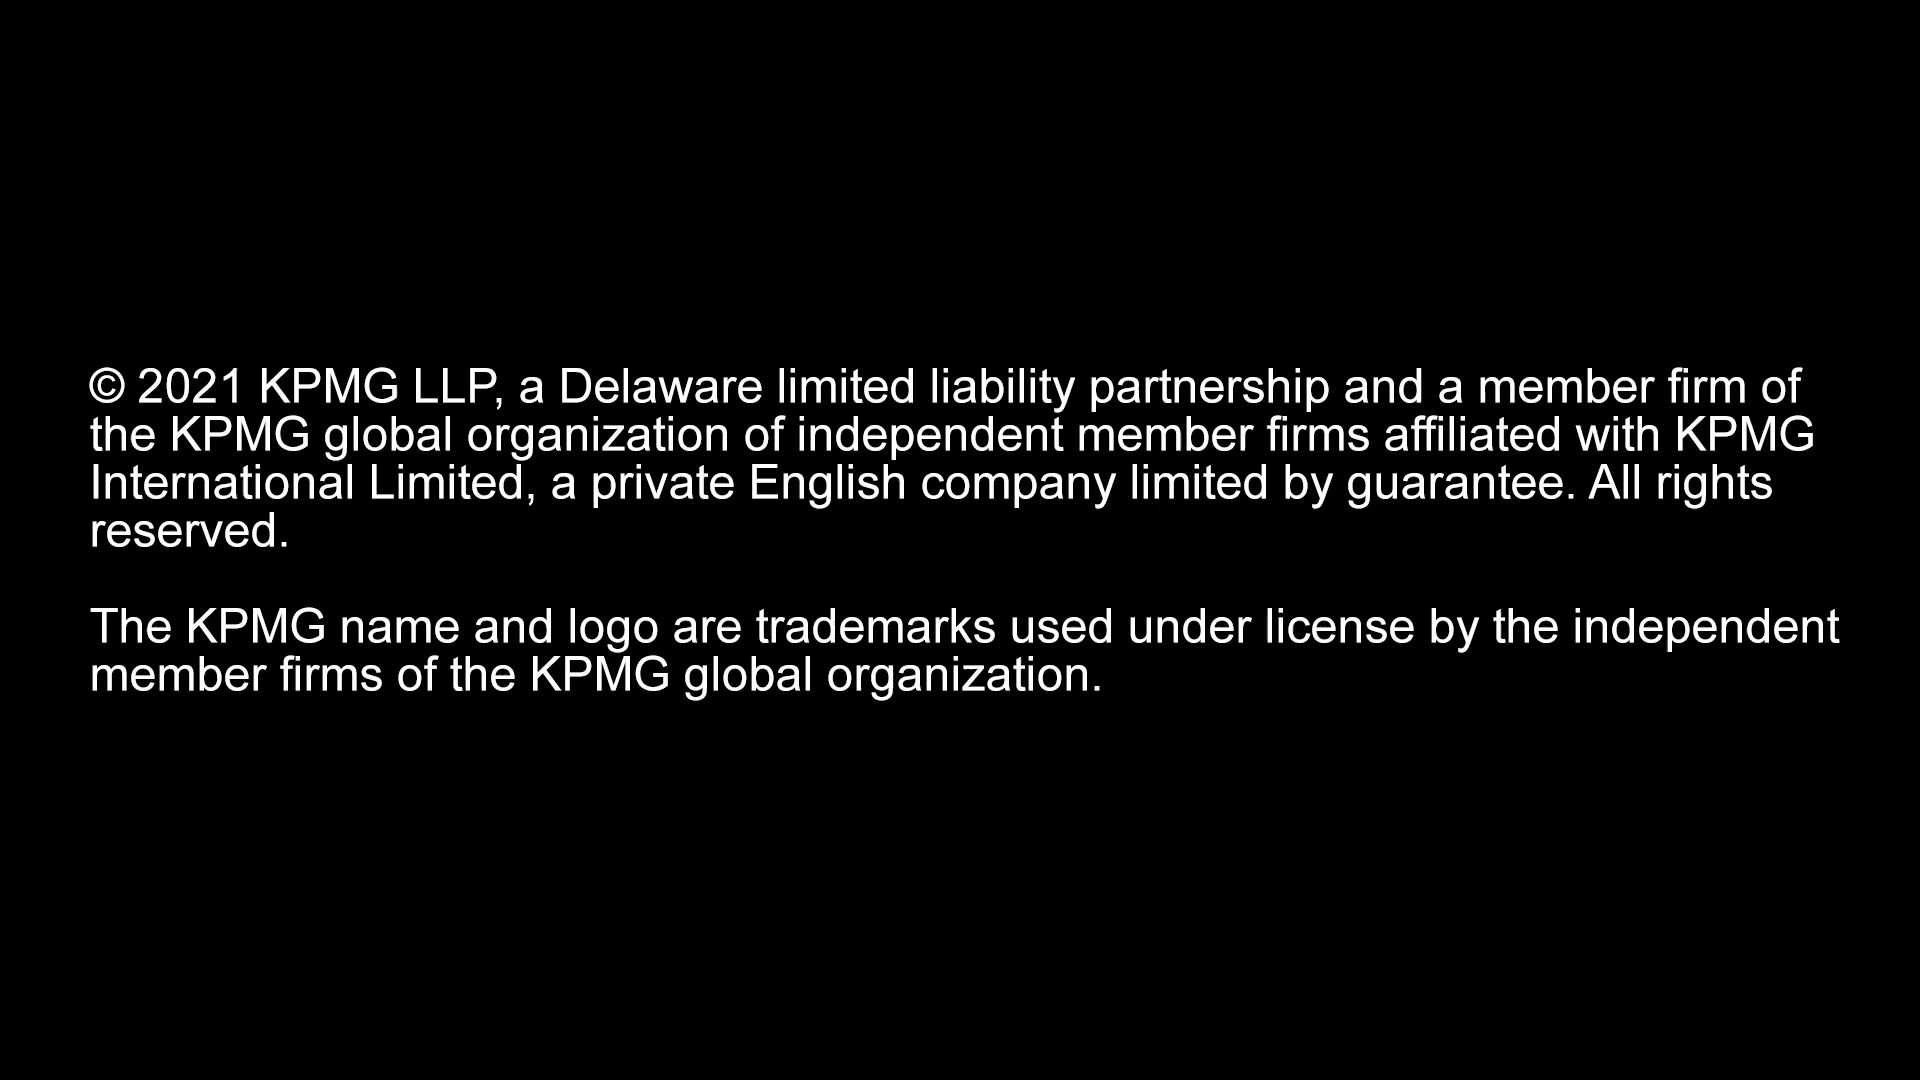 © 2021 KPMG LLP, a Delaware limited liability partnership and a member firm of
the KPMG global organization of independent member firms affiliated with KPMG
International Limited, a private English company limited by guarantee. All rights
reserved.
The KPMG name and logo are trademarks used under license by the independent
member firms of the KPMG global organization.